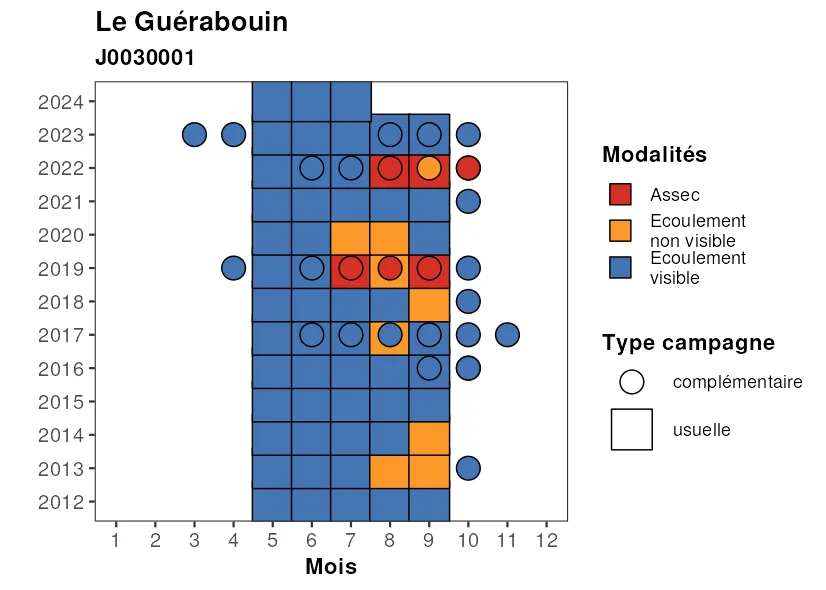 Le Guérabouin
J0030001
2024
2023
2022
2021
2020
2019
2018
2017
2016
2015
2014
2013
2012
1 2 3 4 5 6 7 8 9 10 11 12
Mois
Modalités
Assec
Ecoulement
non visible
Ecoulement
visible
Type campagne
complémentaire
usuelle